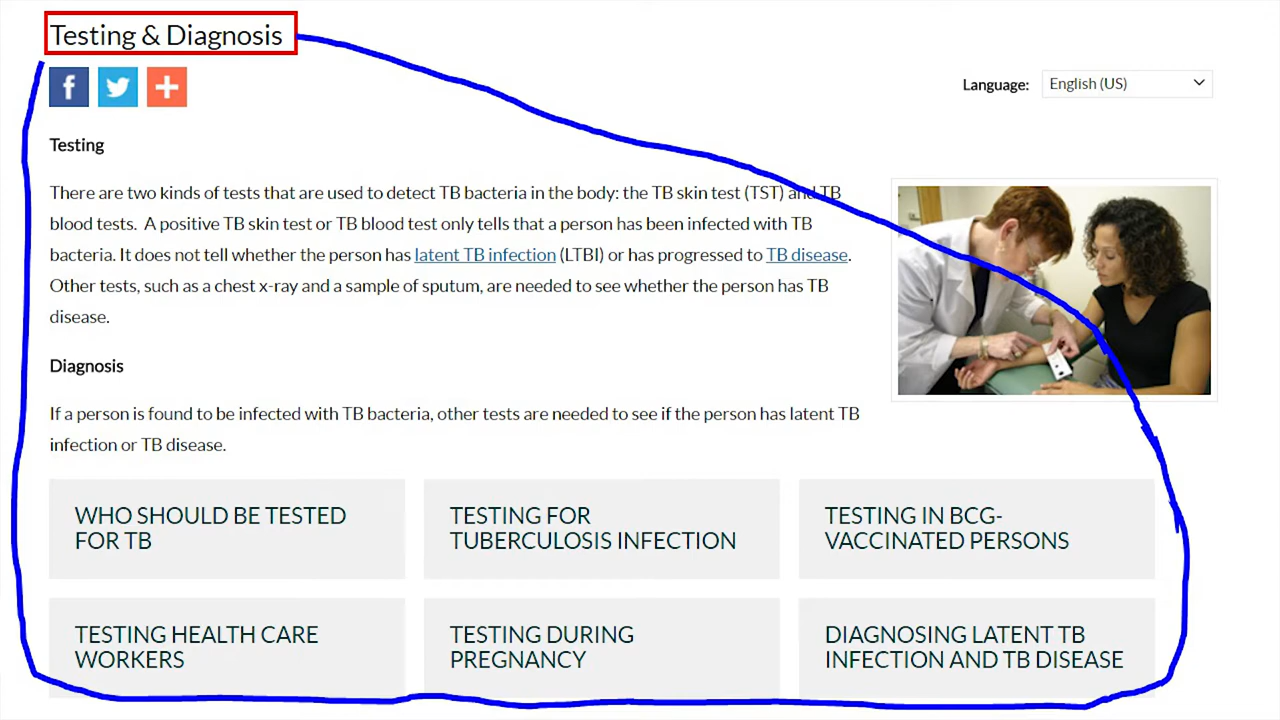 Testing & Diagnosis
Language: English (US)
Testing
There are two kinds of tests that are used to detect TB bacteria in the body: the TB skin test (TST) and TB
blood tests.  A positive TB skin test or TB blood test only tells that a person has been infected with TB
bacteria. It does not tell whether the person has latent TB infection (LTBI) or has progressed to TB disease.
Other tests, such as a chest x-ray and a sample of sputum, are needed to see whether the person has TB
disease.
Diagnosis
If a person is found to be infected with TB bacteria, other tests are needed to see if the person has latent TB
infection or TB disease.
WHO SHOULD BE TESTED
FOR TB
TESTING FOR
TUBERCULOSIS INFECTION
TESTING IN BCG-
VACCINATED PERSONS
TESTING HEALTH CARE
WORKERS
TESTING DURING
PREGNANCY
DIAGNOSING LATENT TB
INFECTION AND TB DISEASE